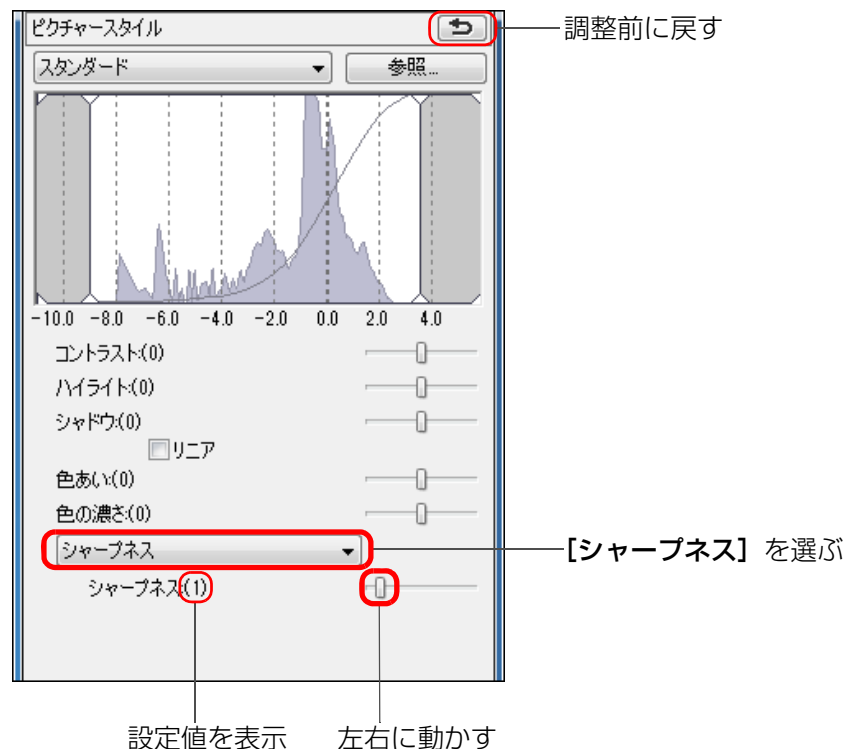 ピクチャースタイル
調整前に戻す
スタンダード
参照...
-10.0 -8.0 -6.0 -4.0 -2.0 0.0 2.0 4.0
コントラスト:(0)
ハイライト:(0)
シャドウ:(0)
リニア
色あい:(0)
色の濃さ:(0)
シャープネス
[シャープネス] を選ぶ
シャープネス:(1)
設定値を表示 左右に動かす